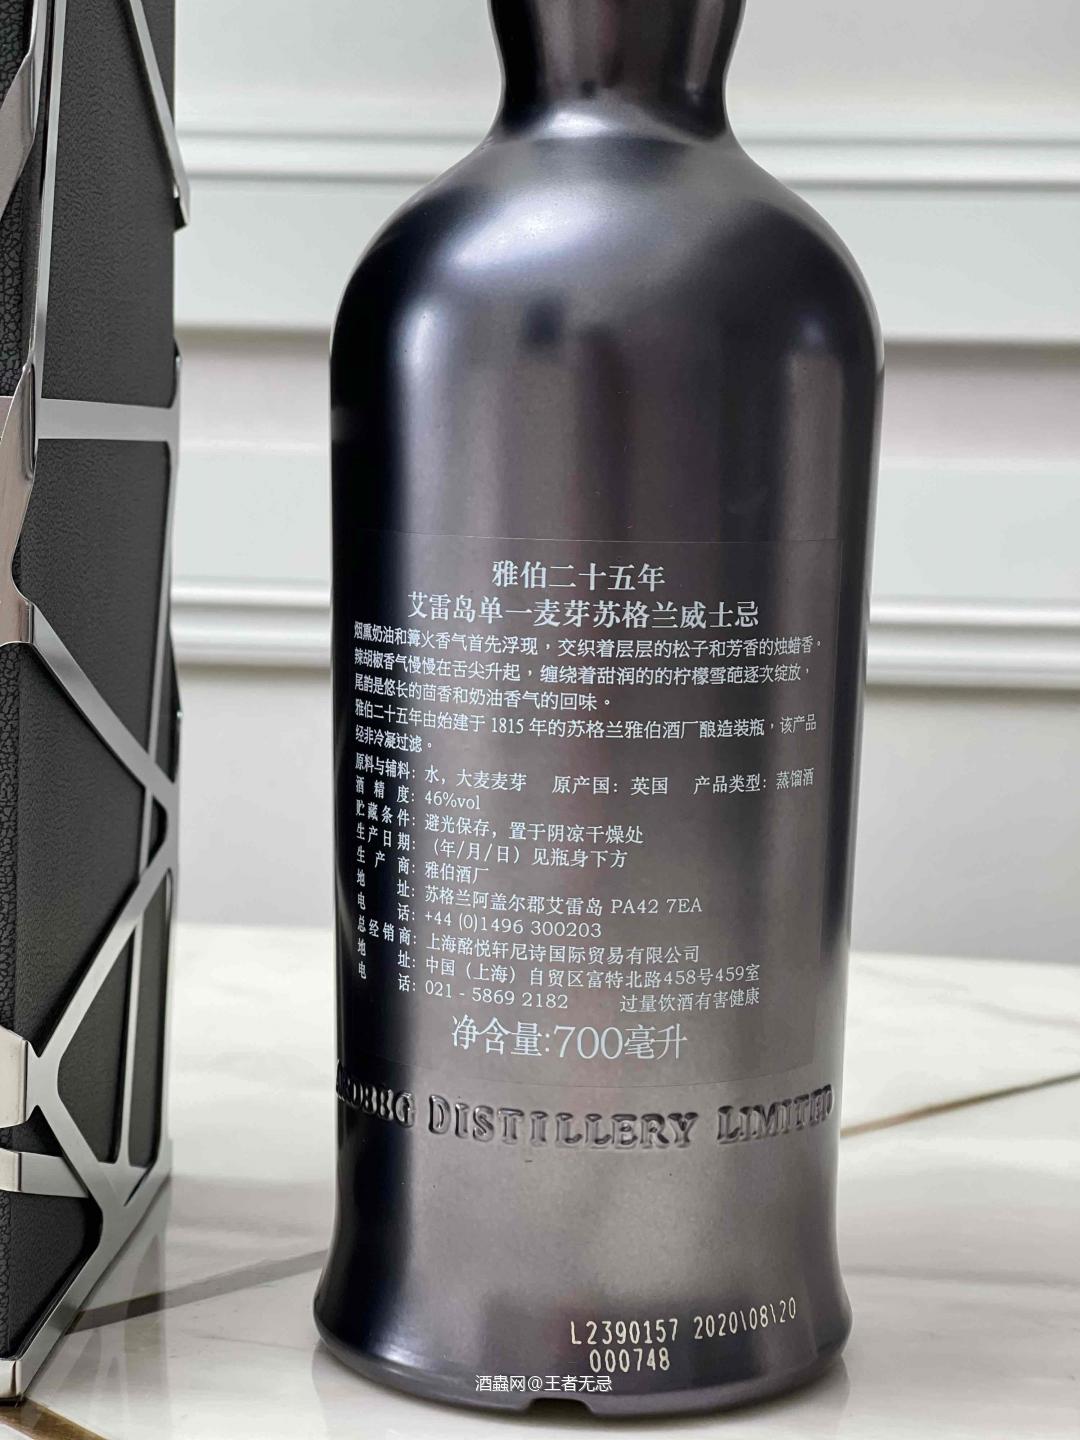 雅伯二十五年
艾雷岛单一麦芽苏格兰威士忌
烟熏奶油和篝火香气首先浮现，交织着层层的松子和芳香的烛蜡香。
辣胡椒香气慢慢在舌尖升起，缠绕着甜润的的柠檬雪葩逐次绽放，
尾韵是悠长的茴香和奶油香气的回味。
雅伯二十五年由始建于 1815 年的苏格兰雅伯酒厂酿造装瓶，该产品
经非冷凝过滤。
原料与辅料：水，大麦麦芽 原产国：英国 产品类型：蒸馏酒
酒精度：46%vol
贮藏条件：避光保存，置于阴凉干燥处
生产日期：（年/月/日）见瓶身下方
生产商：雅伯酒厂
地址：苏格兰阿盖尔郡艾雷岛 PA42 7EA
电话：+44 (0)1496 300203
总经销商：上海酩悦轩尼诗国际贸易有限公司
地址：中国（上海）自贸区富特北路458号459室
电话：021 - 5869 2182 过量饮酒有害健康
净含量:700毫升
ARDBEG DISTILLERY LIMITED
L2390157 2020\08\20
000748
酒蟲网@王者无忌